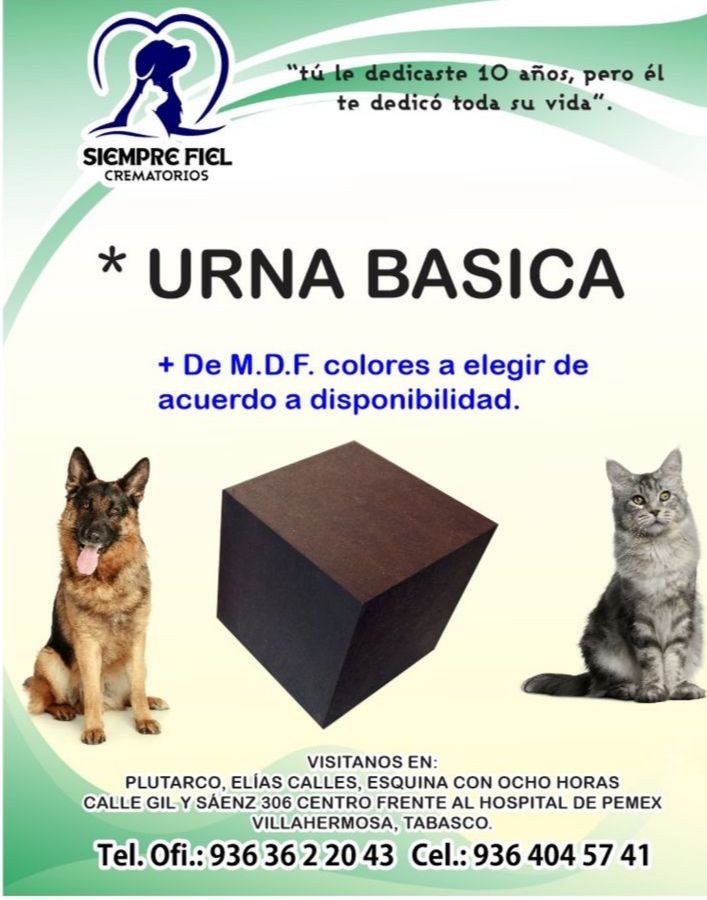 SIEMPRE FIEL
CREMATORIOS
"tú le dedicaste 10 años, pero él
te dedicó toda su vida".
* URNA BASICA
+ De M.D.F. colores a elegir de
acuerdo a disponibilidad.
VISITANOS EN:
PLUTARCO, ELÍAS CALLES, ESQUINA CON OCHO HORAS
CALLE GIL Y SÁENZ 306 CENTRO FRENTE AL HOSPITAL DE PEMEX
VILLAHERMOSA, TABASCO.
Tel. Ofi.: 936 36 2 20 43 Cel.: 936 404 57 41